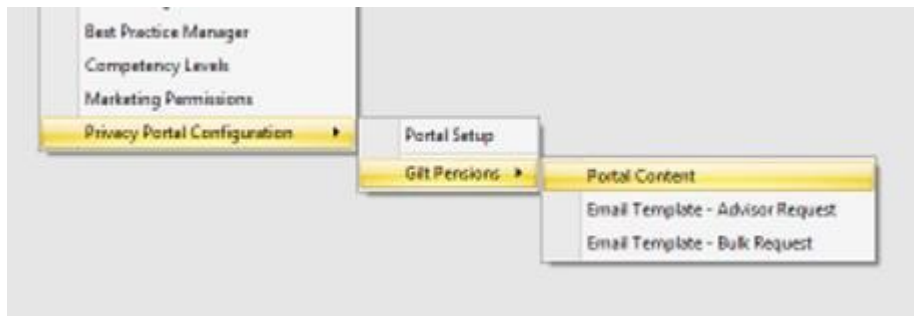 Best Practice Manager
Competency Levels
Marketing Permissions
Privacy Portal Configuration
Portal Setup
Gilt Pensions
Portal Content
Email Template - Advisor Request
Email Template - Bulk Request